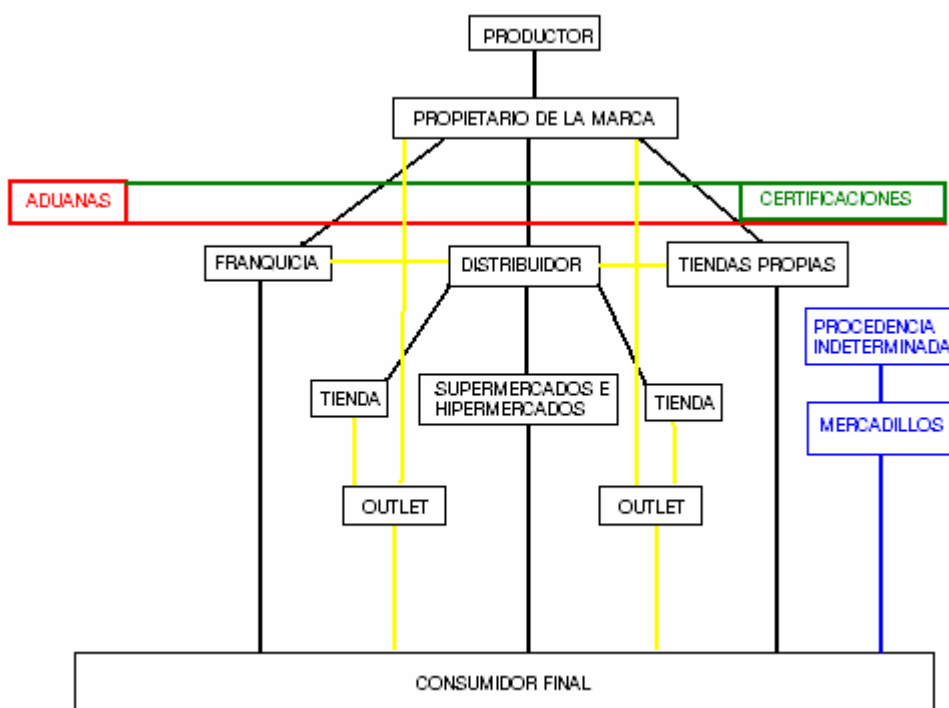 PRODUCTOR
PROPIETARIO DE LA MARCA
ADUANAS
CERTIFICACIONES
FRANQUICIA
DISTRIBUIDOR
TIENDAS PROPIAS
PROCEDENCIA
INDETERMINADA
TIENDA
SUPERMERCADOS E
HIPERMERCADOS
TIENDA
MERCADILLOS
OUTLET
OUTLET
CONSUMIDOR FINAL